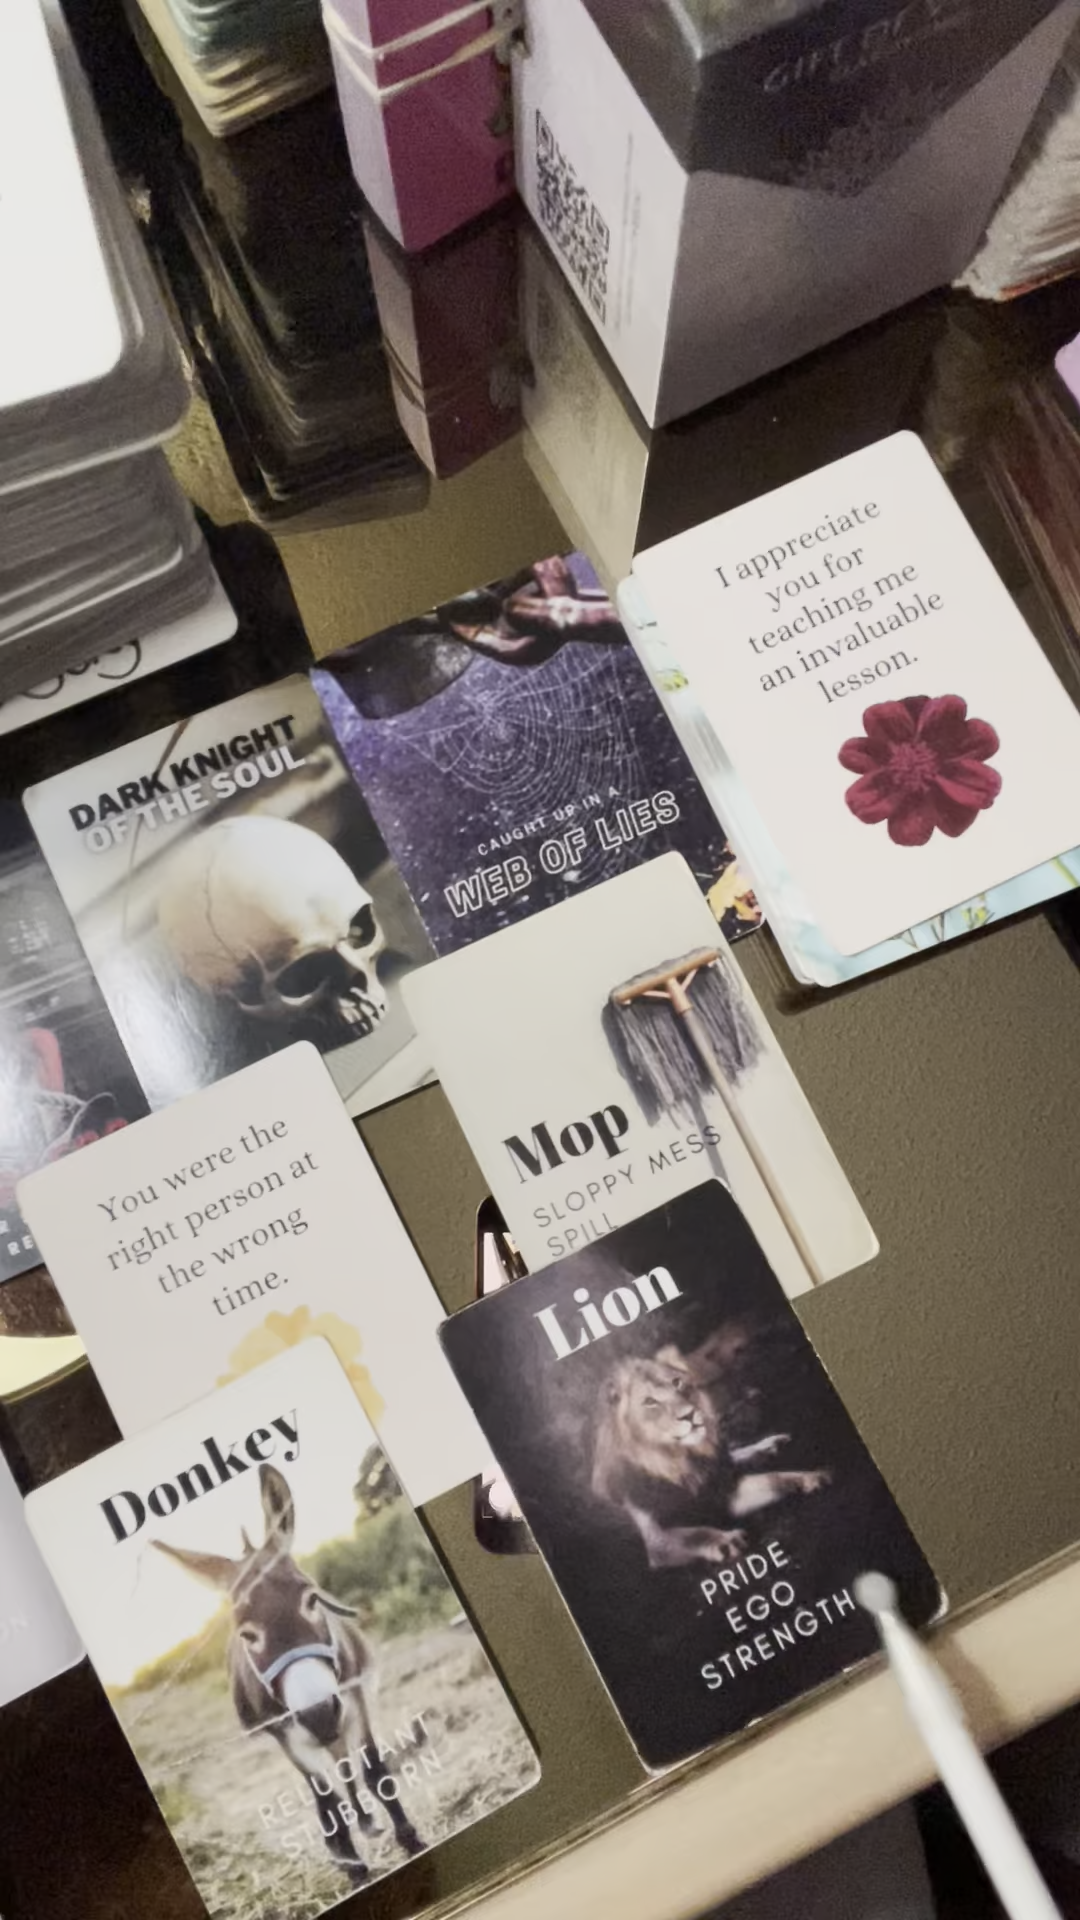 GIFT
I appreciate
you for
teaching me
an invaluable
lesson.
DARK KNIGHT
OF THE SOUL
CAUGHT UP IN A
WEB OF LIES
Mop
SLOPPY MESS
SPILL
You were the
right person at
the wrong
time.
Lion
PRIDE
EGO
STRENGTH
Donkey
RELUCTANT
STUBBORN